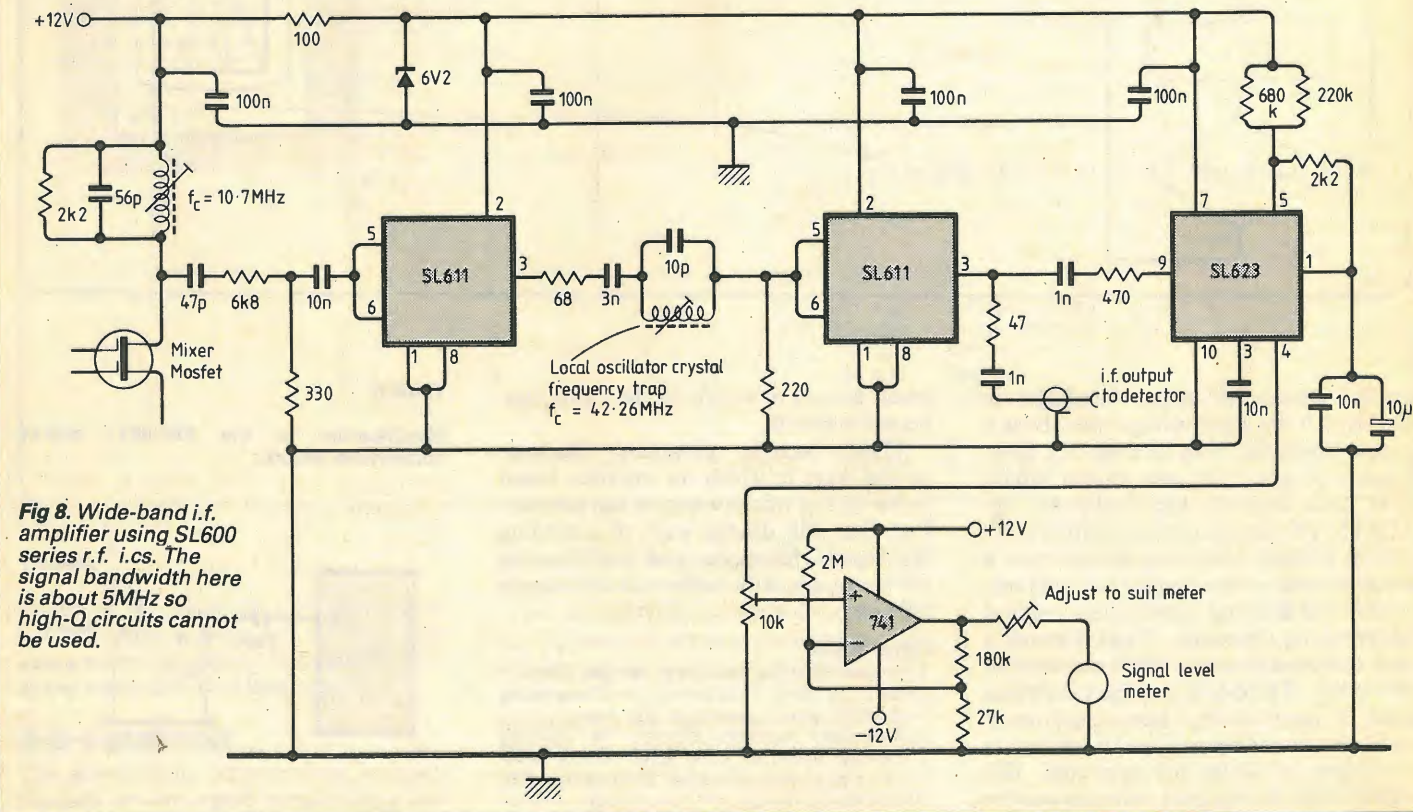 +12V
100
6V2
100n
100n
100n
100n
680
k
220k
2k2
2k2
56p
fc = 10·7MHz
2
2
7
5
5
6
SL611
3
1
8
47p
6k8
10n
68
3n
10p
5
6
SL611
3
1
8
1n
470
9
SL623
1
10
3
4
Mixer
Mosfet
330
Local oscillator crystal
frequency trap
fc = 42·26MHz
220
47
1n
i.f. output
to detector
10n
10n
10µ
Fig 8. Wide-band i.f.
amplifier using SL600
series r.f. i.cs. The
signal bandwidth here
is about 5MHz so
high-Q circuits cannot
be used.
+12V
2M
10k
+
−
741
Adjust to suit meter
180k
27k
Signal level
meter
−12V